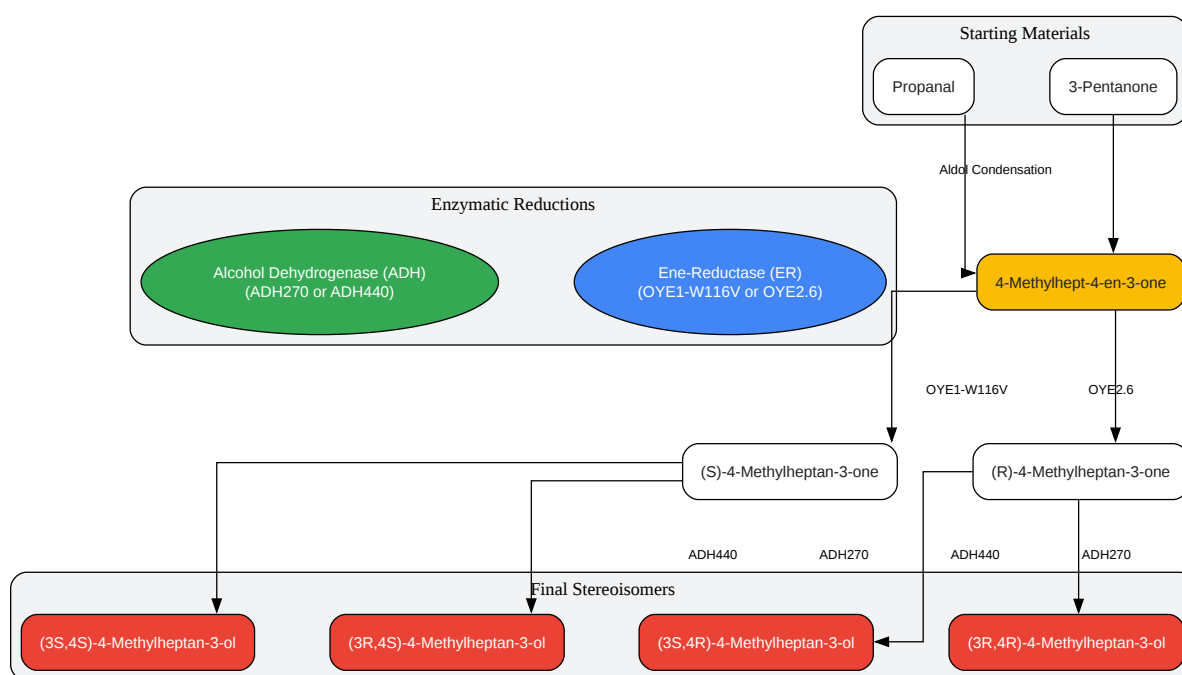 Starting Materials
Propanal
3-Pentanone
Aldol Condensation
Enzymatic Reductions
Alcohol Dehydrogenase (ADH)
(ADH270 or ADH440)
Ene-Reductase (ER)
(OYE1-W116V or OYE2.6)
4-Methylhept-4-en-3-one
OYE1-W116V
OYE2.6
(S)-4-Methylheptan-3-one
(R)-4-Methylheptan-3-one
ADH440
ADH270
ADH440
ADH270
Final Stereoisomers
(3S,4S)-4-Methylheptan-3-ol
(3R,4S)-4-Methylheptan-3-ol
(3S,4R)-4-Methylheptan-3-ol
(3R,4R)-4-Methylheptan-3-ol